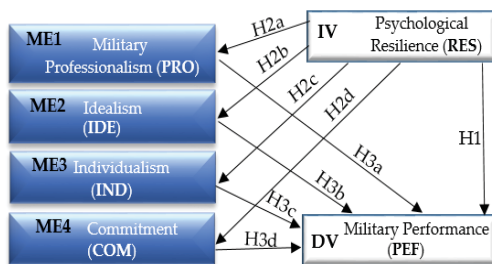 ME1 Military
Professionalism (PRO)
ME2 Idealism
(IDE)
ME3 Individualism
(IND)
ME4 Commitment
(COM)
H2a
H2b
H2c
H2d
IV Psychological
Resilience (RES)
H1
H3a
H3b
H3c
H3d
DV Military Performance
(PEF)